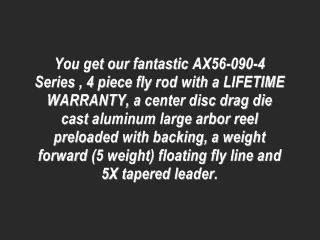 You get our fantastic AX56-090-4
Series , 4 piece fly rod with a LIFETIME
WARRANTY, a center disc drag die
cast aluminum large arbor reel
preloaded with backing, a weight
forward (5 weight) floating fly line and
5X tapered leader.